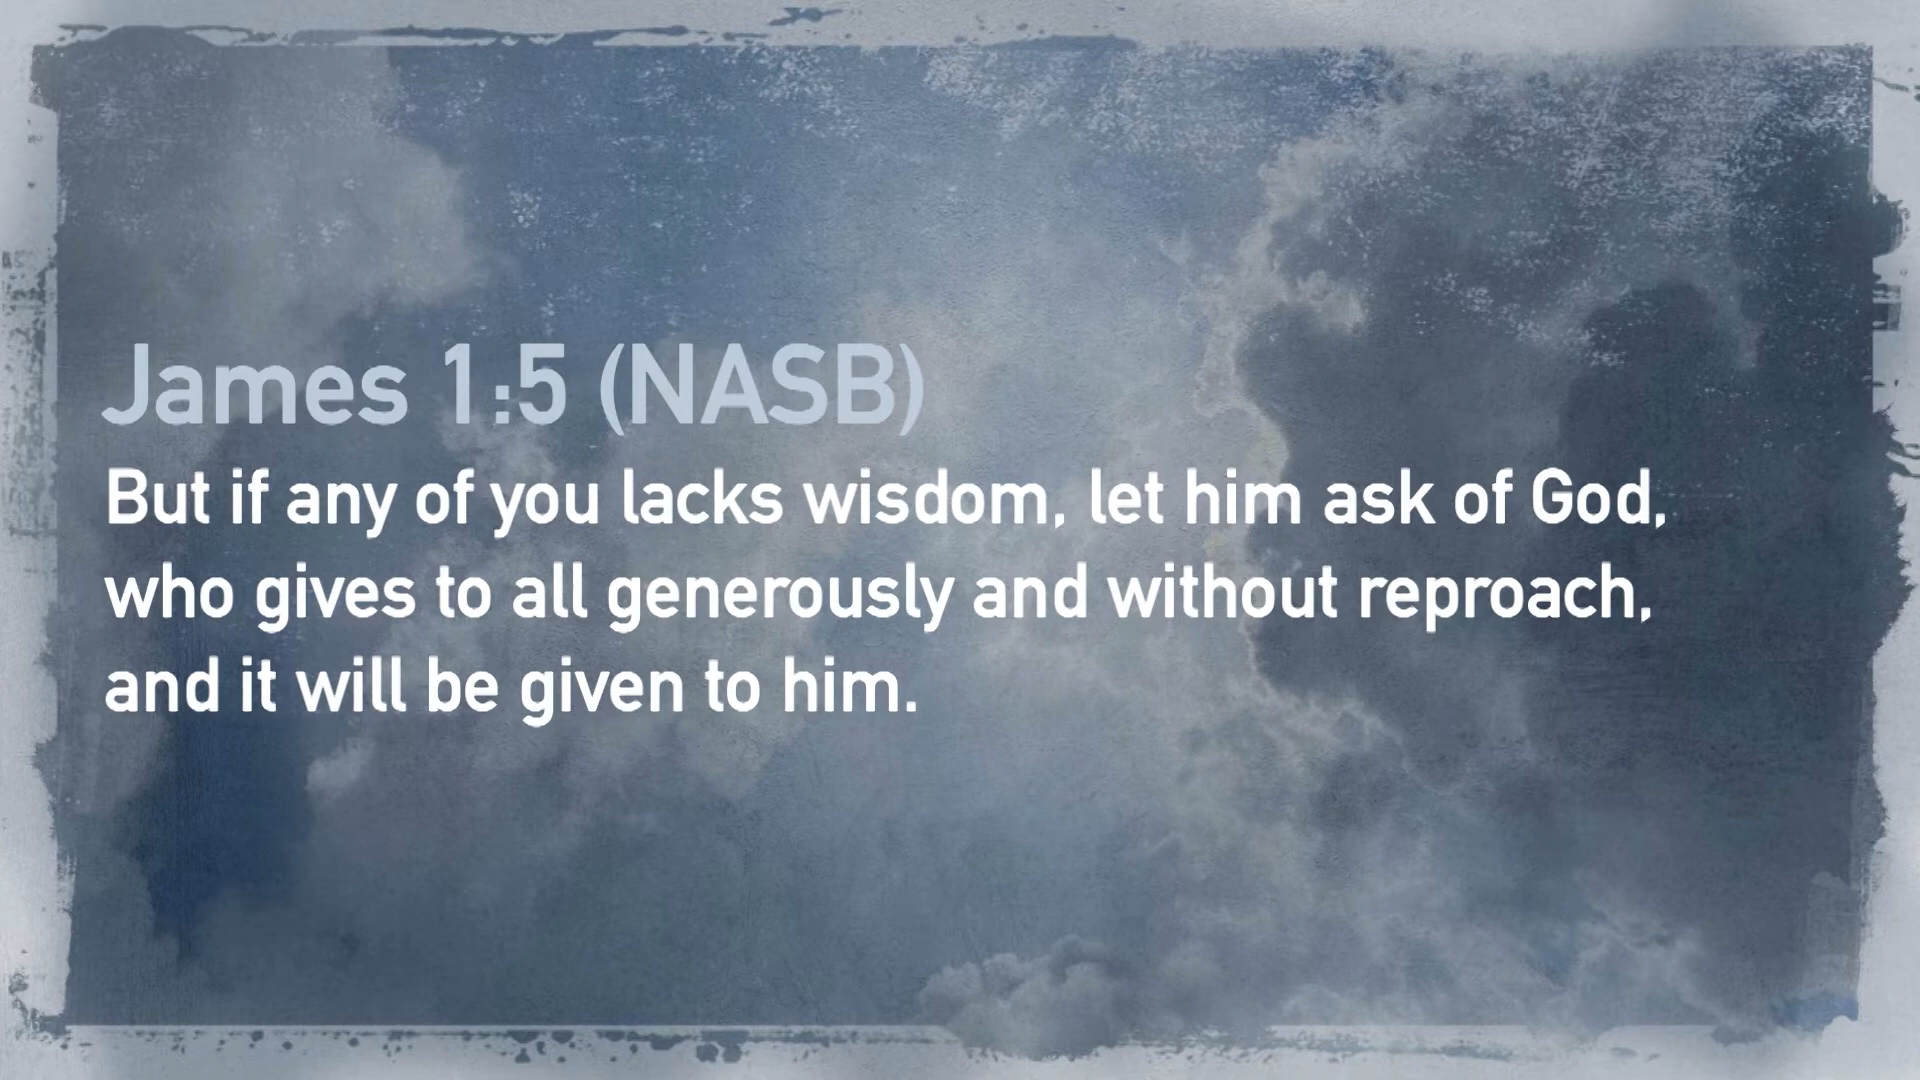 James 1:5 (NASB)
But if any of you lacks wisdom, let him ask of God,
who gives to all generously and without reproach,
and it will be given to him.